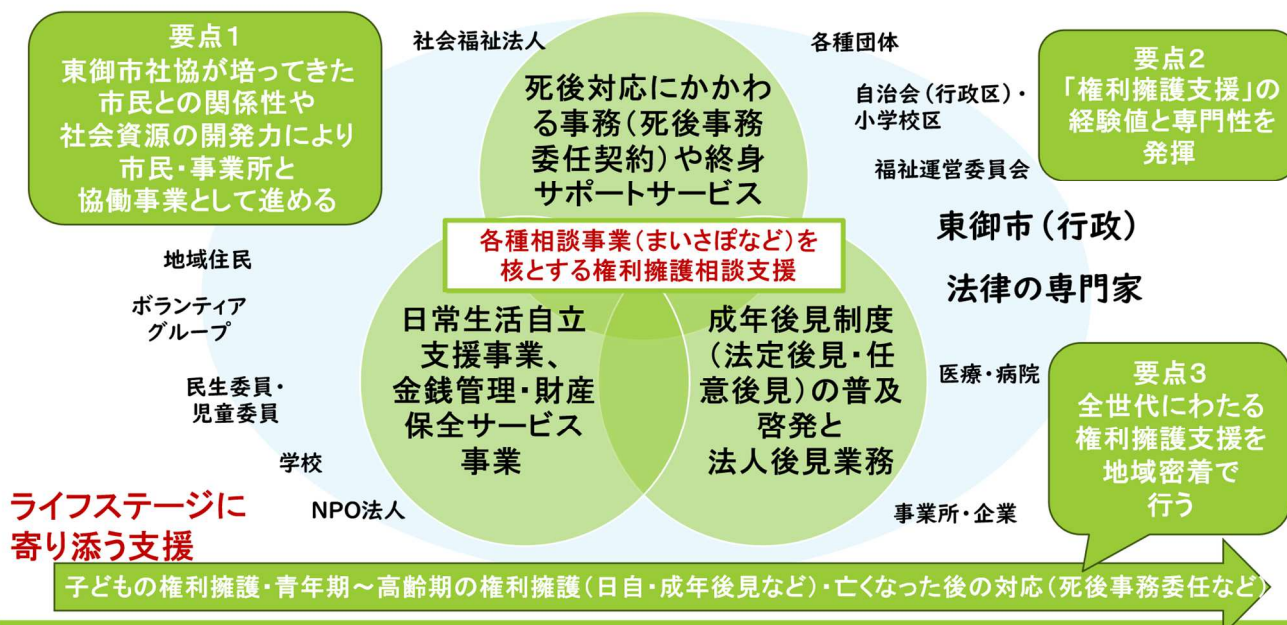 要点1
東御市社協が培ってきた
市民との関係性や
社会資源の開発力により
市民・事業所と
協働事業として進める
社会福祉法人
各種団体
自治会(行政区)・
小学校区
福祉運営委員会
要点2
「権利擁護支援」の
経験値と専門性を
発揮
死後対応にかかわ
る事務(死後事務
委任契約)や終身
サポートサービス
各種相談事業(まいさぽなど)を
核とする権利擁護相談支援
東御市(行政)
法律の専門家
地域住民
ボランティア
グループ
民生委員・
児童委員
学校
NPO法人
日常生活自立
支援事業、
金銭管理・財産
保全サービス
事業
成年後見制度
(法定後見・任
意後見)の普及
啓発と
法人後見業務
医療・病院
事業所・企業
要点3
全世代にわたる
権利擁護支援を
地域密着で
行う
ライフステージに
寄り添う支援
子どもの権利擁護・青年期~高齢期の権利擁護(日自・成年後見など)・亡くなった後の対応(死後事務委任など)